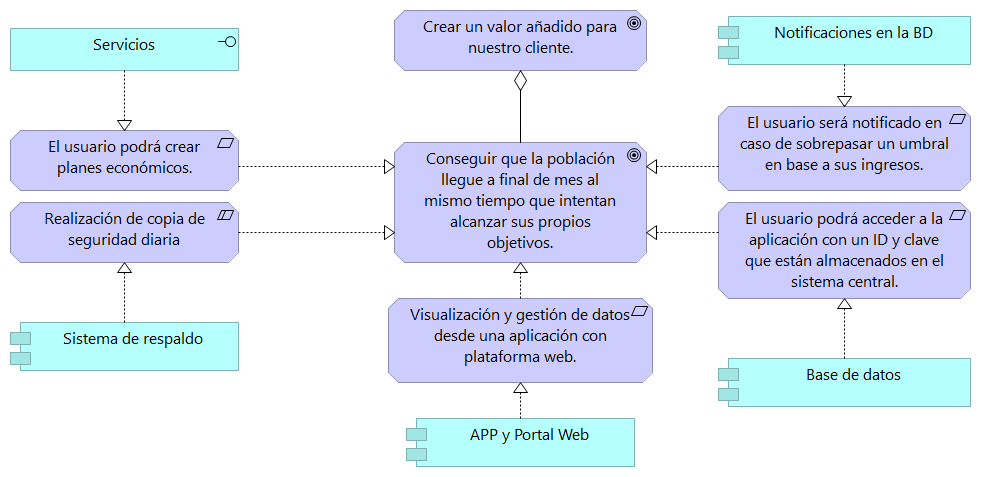 Servicios
Crear un valor añadido para
nuestro cliente.
Notificaciones en la BD
El usuario podrá crear
planes económicos.
Conseguir que la población
llegue a final de mes al
mismo tiempo que intentan
alcanzar sus propios
objetivos.
El usuario será notificado en
caso de sobrepasar un umbral
en base a sus ingresos.
Realización de copia de
seguridad diaria
El usuario podrá acceder a la
aplicación con un ID y clave
que están almacenados en el
sistema central.
Sistema de respaldo
Visualización y gestión de datos
desde una aplicación con
plataforma web.
Base de datos
APP y Portal Web